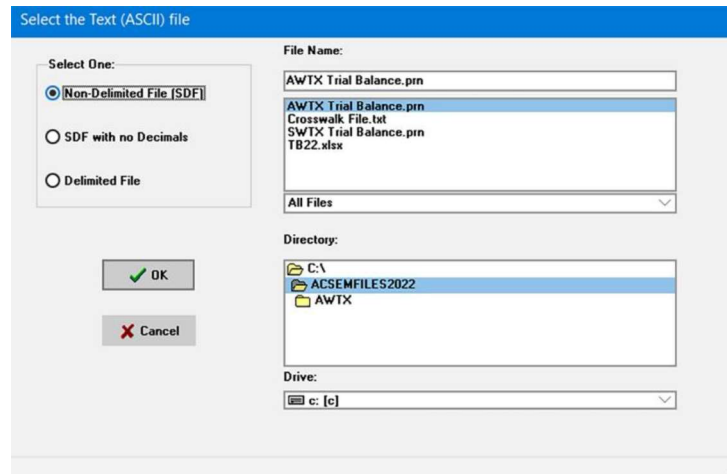 Select the Text (ASCII) file
Select One:
Non-Delimited File (SDF)
SDF with no Decimals
Delimited File
OK
Cancel
File Name:
AWTX Trial Balance.prn
AWTX Trial Balance.prn
Crosswalk File.txt
SWTX Trial Balance.prn
TB22.xlsx
All Files
Directory:
C:\
ACSEMFILES2022
AWTX
Drive:
c: [c]